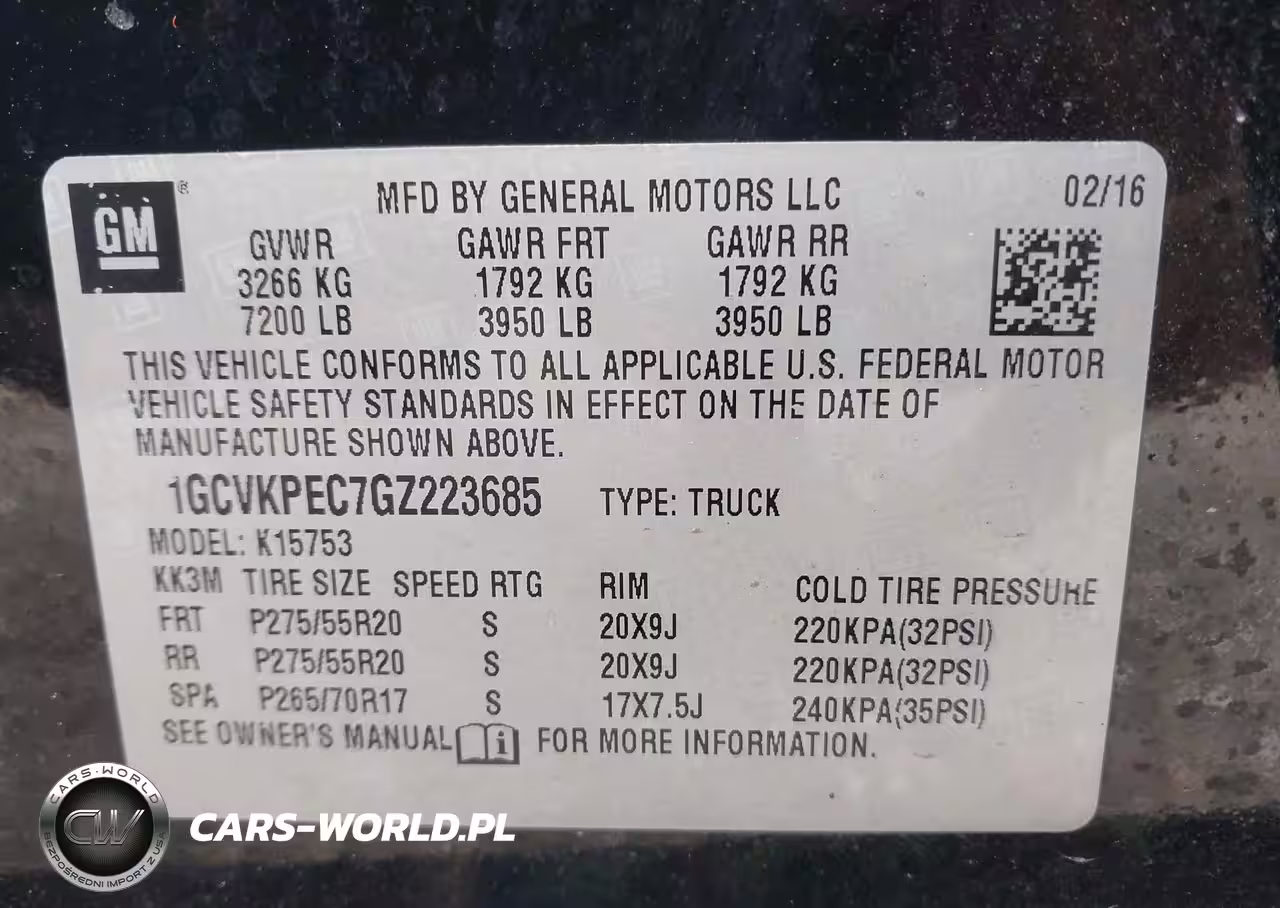 GM ®
MFD BY GENERAL MOTORS LLC 02/16
GVWR GAWR FRT GAWR RR
3266 KG 1792 KG 1792 KG
7200 LB 3950 LB 3950 LB
THIS VEHICLE CONFORMS TO ALL APPLICABLE U.S. FEDERAL MOTOR
VEHICLE SAFETY STANDARDS IN EFFECT ON THE DATE OF
MANUFACTURE SHOWN ABOVE.
1GCVKPEC7GZ223685 TYPE: TRUCK
MODEL: K15753
KK3M TIRE SIZE SPEED RTG RIM COLD TIRE PRESSURE
FRT P275/55R20 S 20X9J 220KPA(32PSI)
RR P275/55R20 S 20X9J 220KPA(32PSI)
SPA P265/70R17 S 17X7.5J 240KPA(35PSI)
SEE OWNER'S MANUAL i FOR MORE INFORMATION.
CARS-WORLD
CW
BEZPOŚREDNI IMPORT Z USA
CARS-WORLD.PL